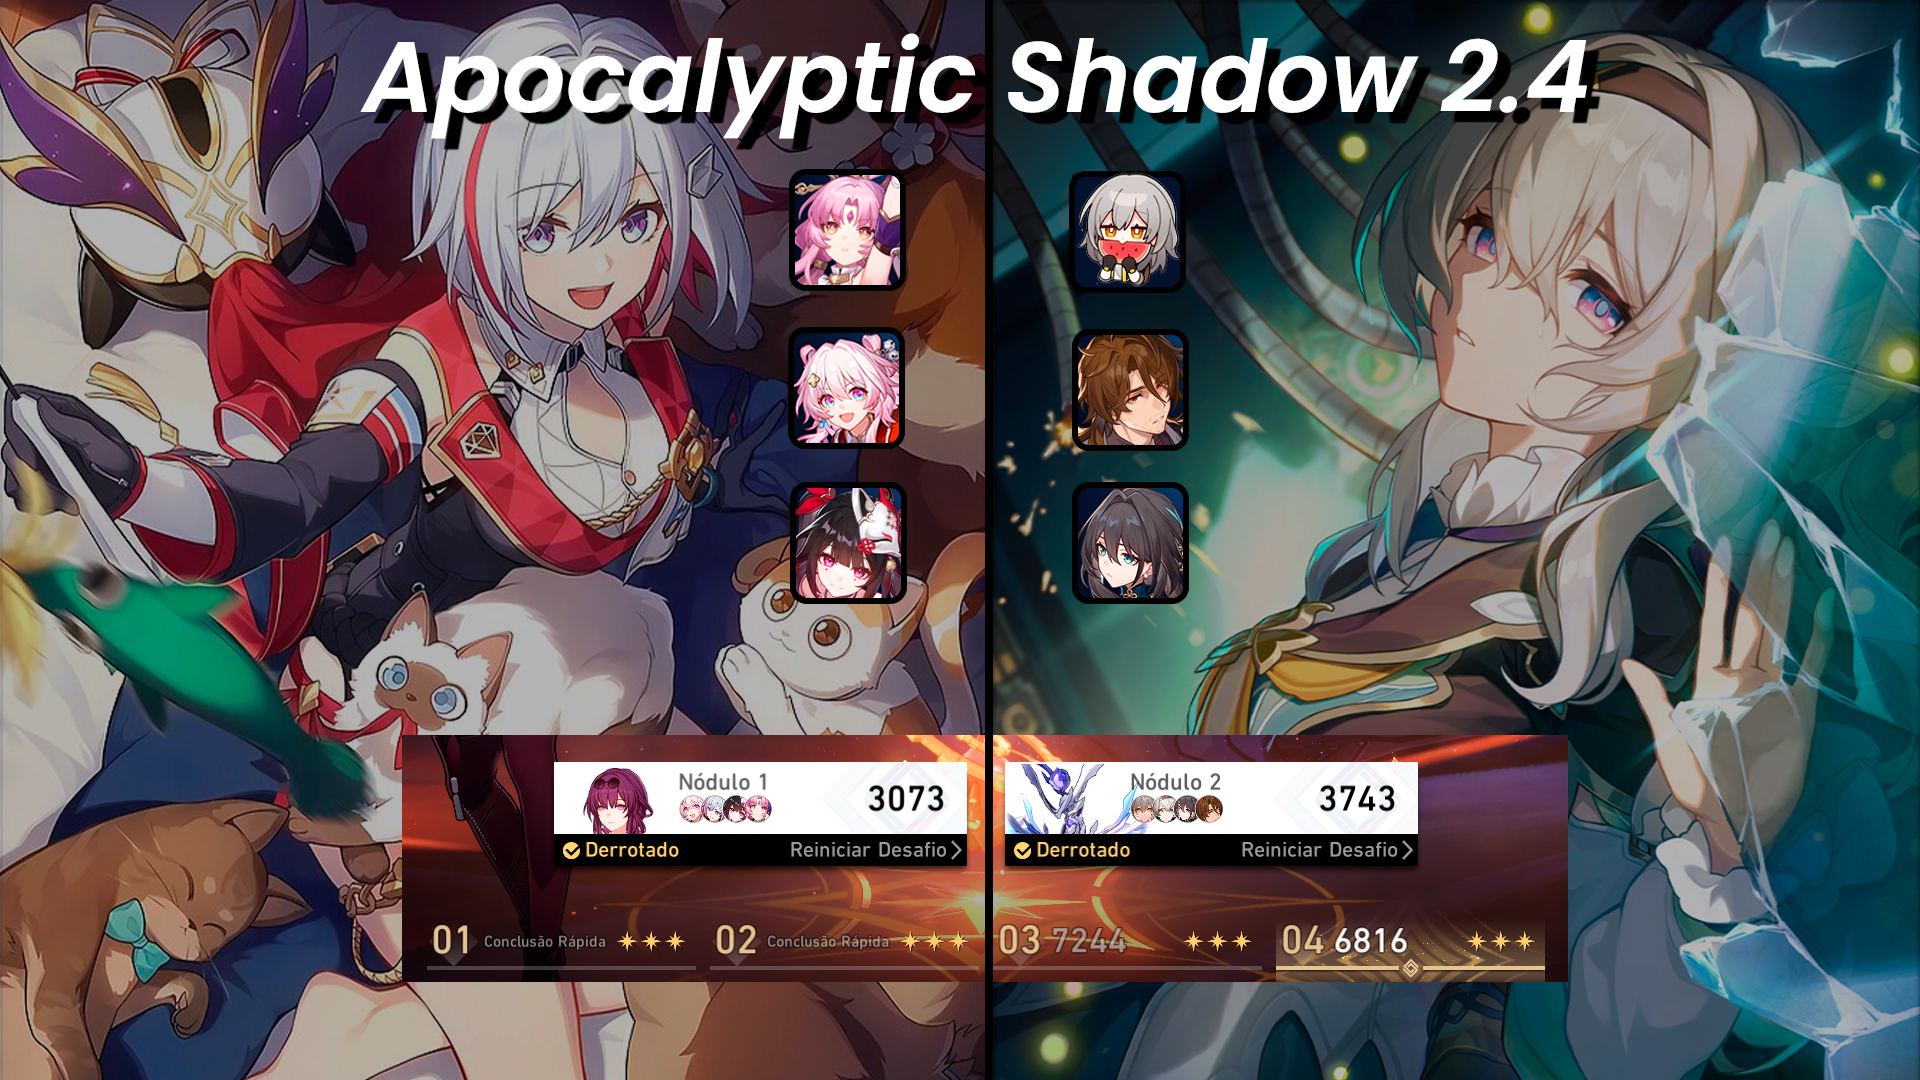 Apocalyptic Shadow 2.4
Nódulo 1
3073
Derrotado
Reiniciar Desafio
Nódulo 2
3743
Derrotado
Reiniciar Desafio
01 Conclusão Rápida
02 Conclusão Rápida
03 7244
04 6816